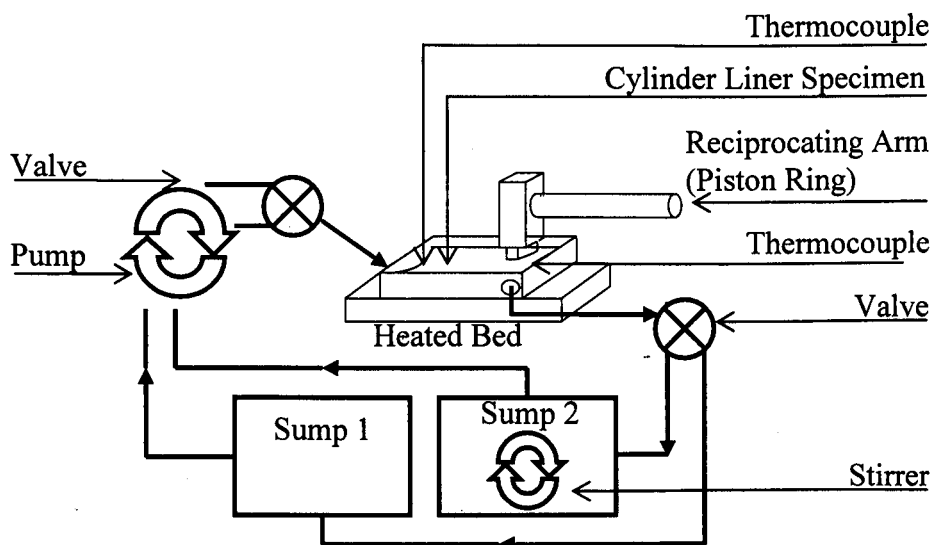 Thermocouple
Cylinder Liner Specimen
Reciprocating Arm
(Piston Ring)
Valve
Pump
Thermocouple
Valve
Heated Bed
Sump 1
Sump 2
Stirrer